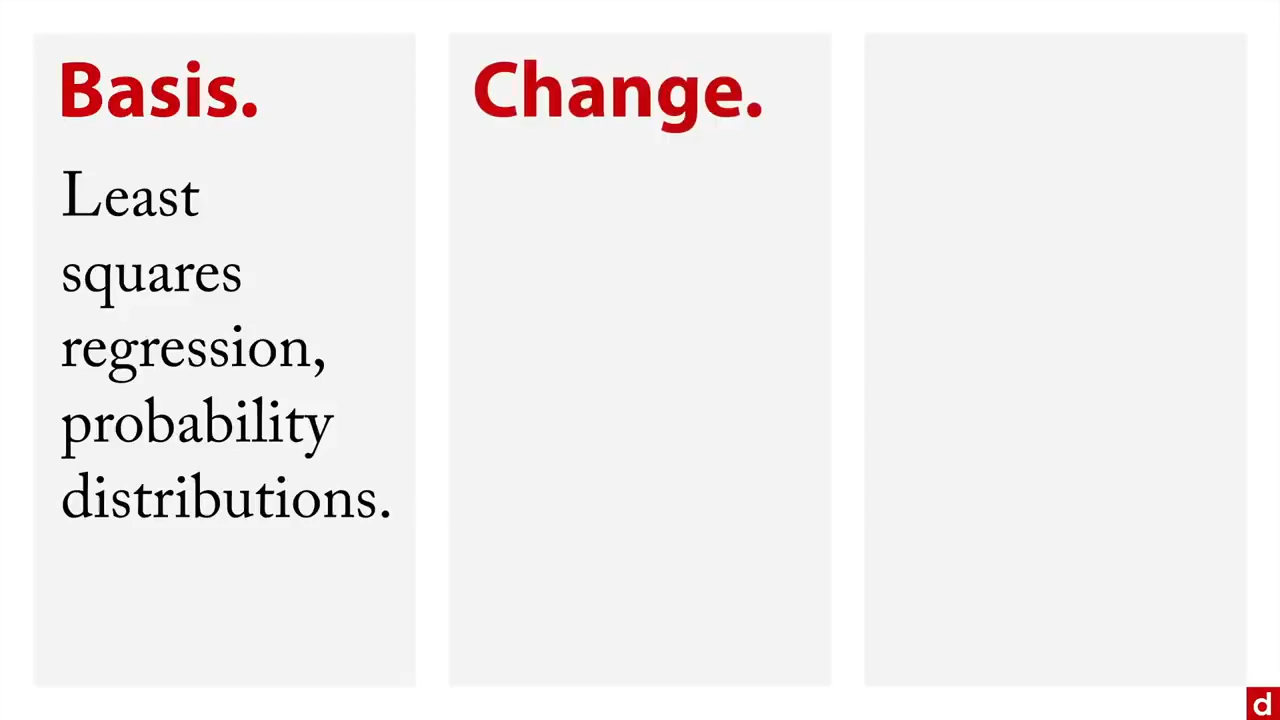 Basis.
Least
squares
regression,
probability
distributions.
Change.
d